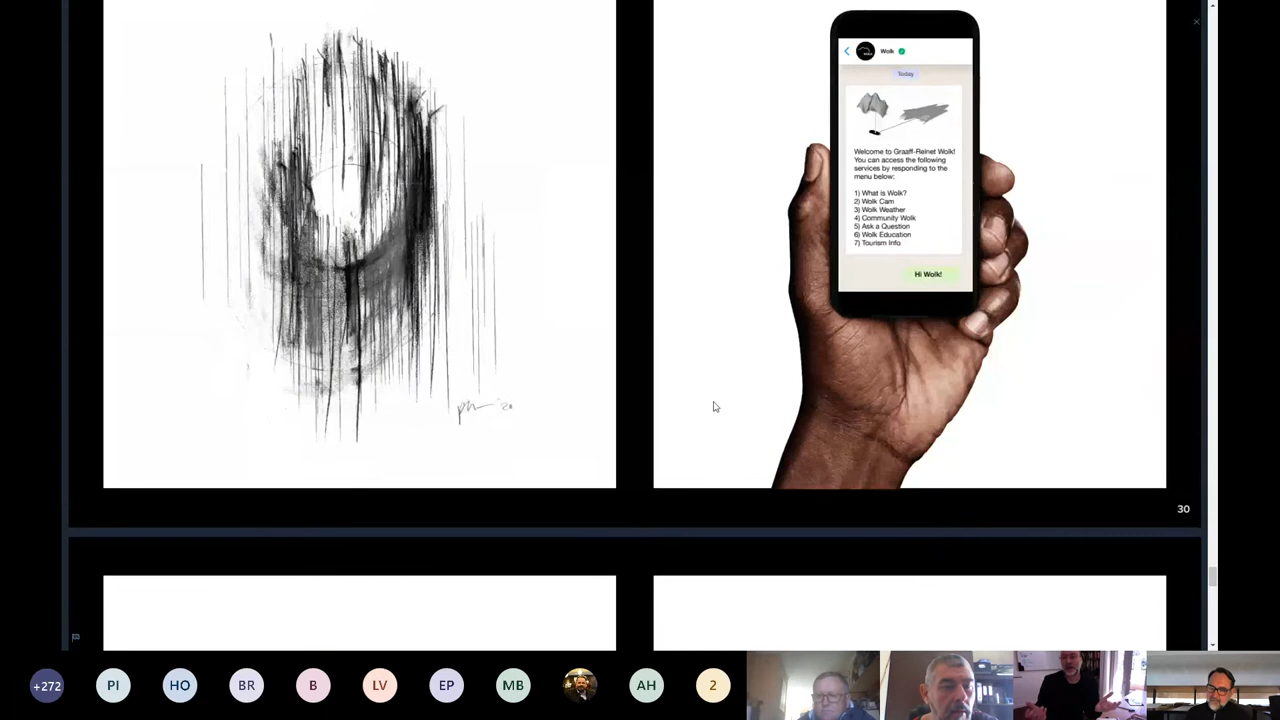 Wolk
Today
Welcome to Graaff-Reinet Wolk!
You can access the following
services by responding to the
menu below:
1) What is Wolk?
2) Wolk Cam
3) Wolk Weather
4) Community Wolk
5) Ask a Question
6) Wolk Education
7) Tourism Info
Hi Wolk!
30
+272
PI
HO
BR
B
LV
EP
MB
AH
2